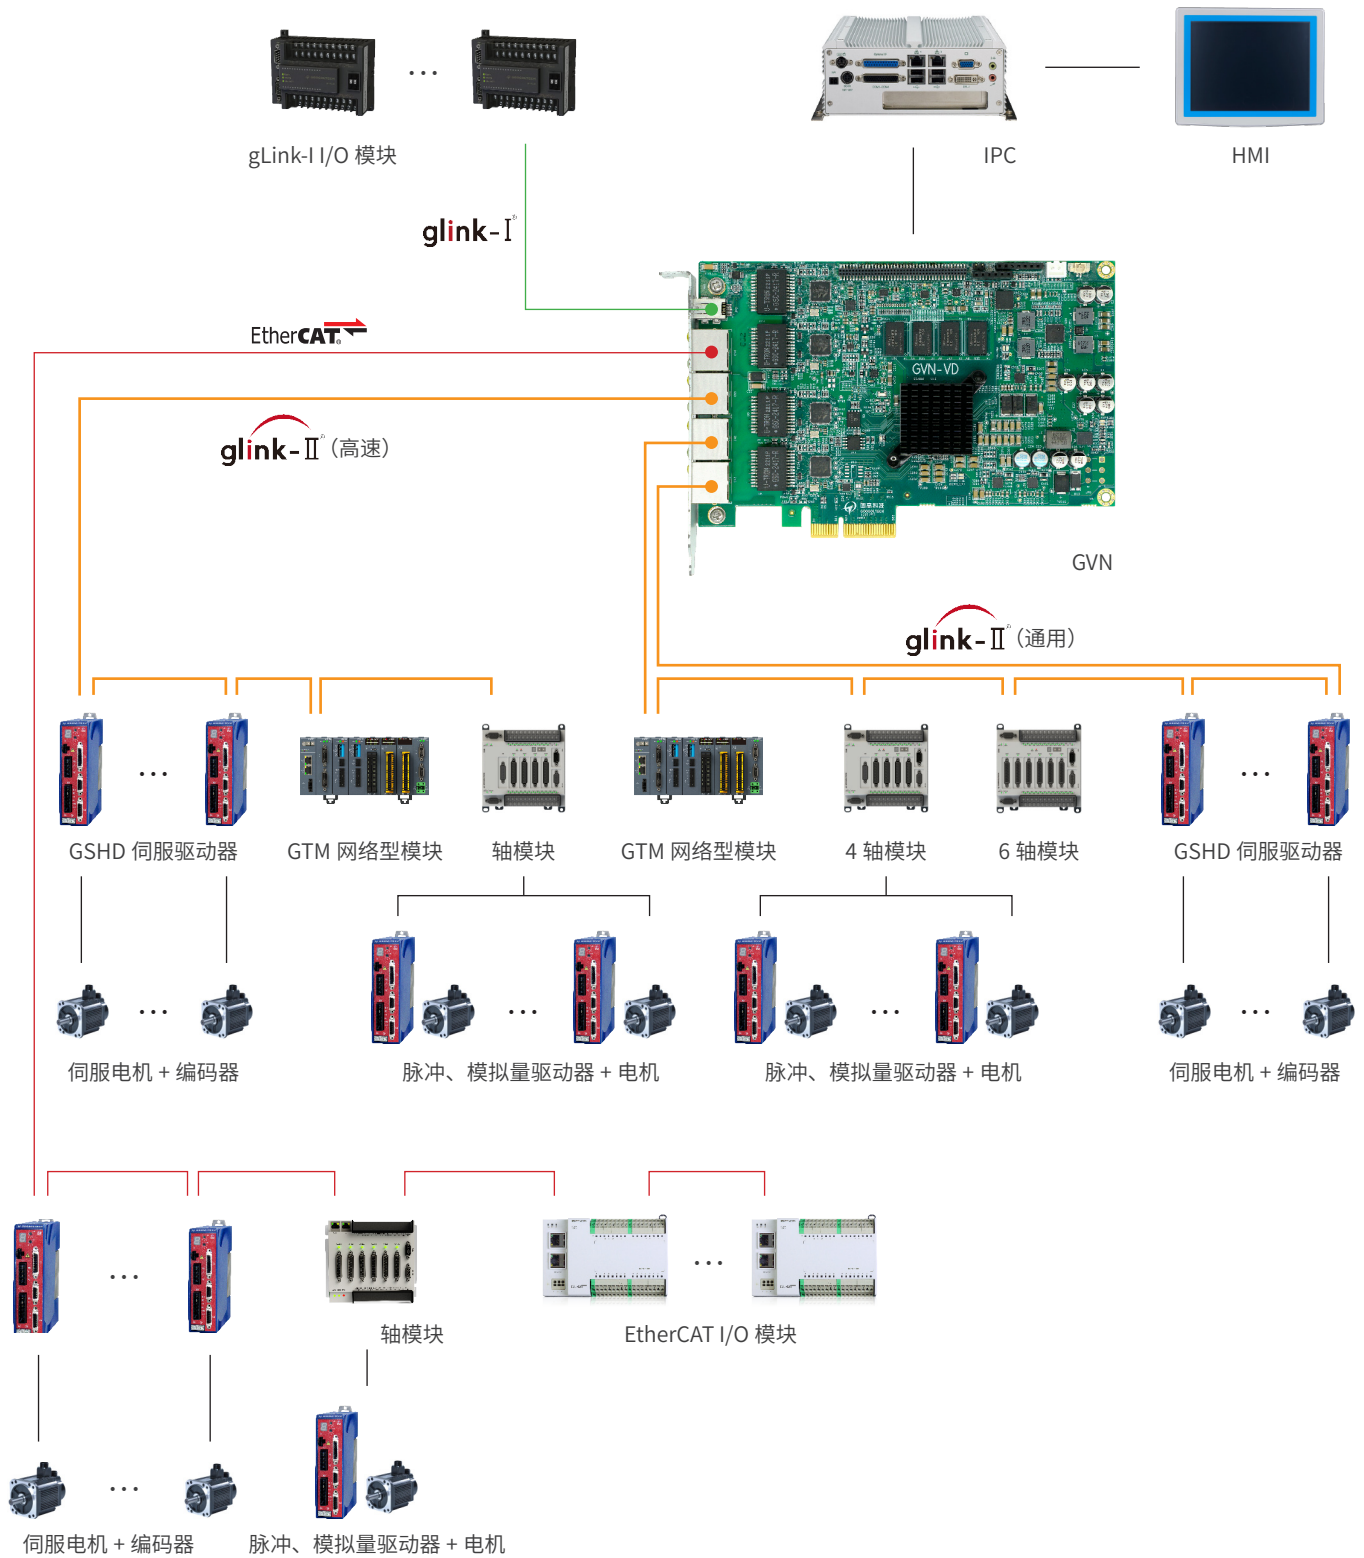 gLink-I I/O 模块
IPC
HMI
glink-I
EtherCAT
GVN-VD
glink-II（高速）
GVN
glink-II（通用）
GSHD 伺服驱动器
GTM 网络型模块
轴模块
GTM 网络型模块
4 轴模块
6 轴模块
GSHD 伺服驱动器
伺服电机 + 编码器
脉冲、模拟量驱动器 + 电机
脉冲、模拟量驱动器 + 电机
伺服电机 + 编码器
轴模块
EtherCAT I/O 模块
伺服电机 + 编码器
脉冲、模拟量驱动器 + 电机